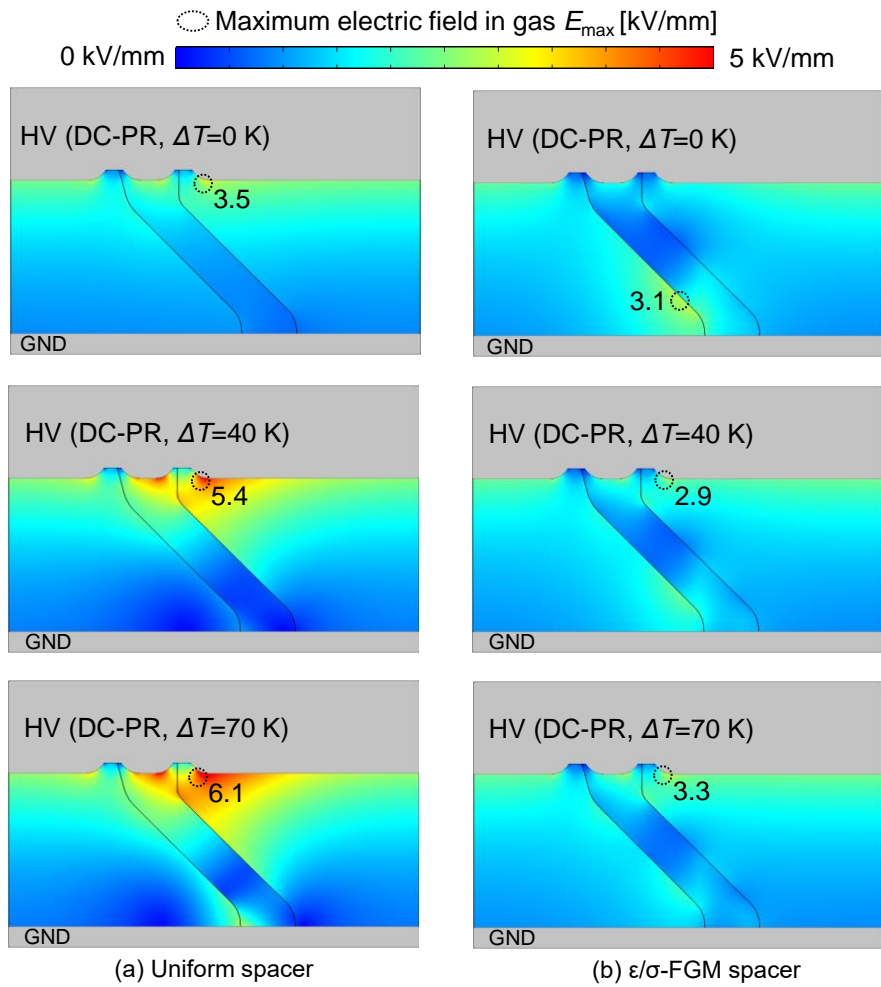 Maximum electric field in gas Emax [kV/mm]
0 kV/mm
5 kV/mm
HV (DC-PR, ΔT=0 K)
3.5
GND
HV (DC-PR, ΔT=0 K)
3.1
GND
HV (DC-PR, ΔT=40 K)
5.4
GND
HV (DC-PR, ΔT=40 K)
2.9
GND
HV (DC-PR, ΔT=70 K)
6.1
GND
HV (DC-PR, ΔT=70 K)
3.3
GND
(a) Uniform spacer
(b) ε/σ-FGM spacer